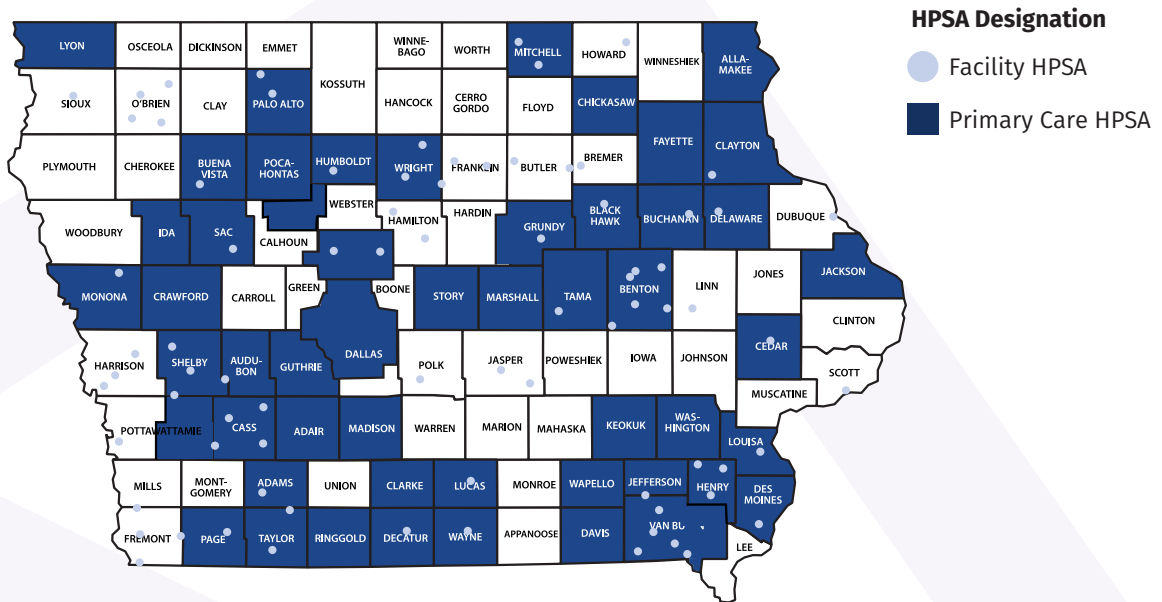 HPSA Designation
Facility HPSA
Primary Care HPSA
LYON
OSCEOLA
DICKINSON
EMMET
KOSSUTH
WINNE-
BAGO
WORTH
MITCHELL
HOWARD
WINNESHIEK
ALLA-
MAKEE
SIOUX
O'BRIEN
CLAY
PALO ALTO
HANCOCK
CERRO
GORDO
FLOYD
CHICKASAW
PLYMOUTH
CHEROKEE
BUENA
VISTA
POCA-
HONTAS
HUMBOLDT
WRIGHT
FRANKLIN
BUTLER
BREMER
FAYETTE
CLAYTON
WOODBURY
IDA
SAC
CALHOUN
WEBSTER
HAMILTON
HARDIN
GRUNDY
BLACK
HAWK
BUCHANAN
DELAWARE
DUBUQUE
MONONA
CRAWFORD
CARROLL
GREEN
BOONE
STORY
MARSHALL
TAMA
BENTON
LINN
JONES
JACKSON
CLINTON
HARRISON
SHELBY
AUDU-
BON
GUTHRIE
DALLAS
POLK
JASPER
POWESHIEK
IOWA
JOHNSON
CEDAR
SCOTT
MUSCATINE
POTTAWATTAMIE
CASS
ADAIR
MADISON
WARREN
MARION
MAHASKA
KEOKUK
WAS-
HINGTON
LOUISA
MILLS
MONT-
GOMERY
ADAMS
UNION
CLARKE
LUCAS
MONROE
WAPELLO
JEFFERSON
HENRY
DES
MOINES
FREMONT
PAGE
TAYLOR
RINGGOLD
DECATUR
WAYNE
APPANOOSE
DAVIS
VAN BU
LEE